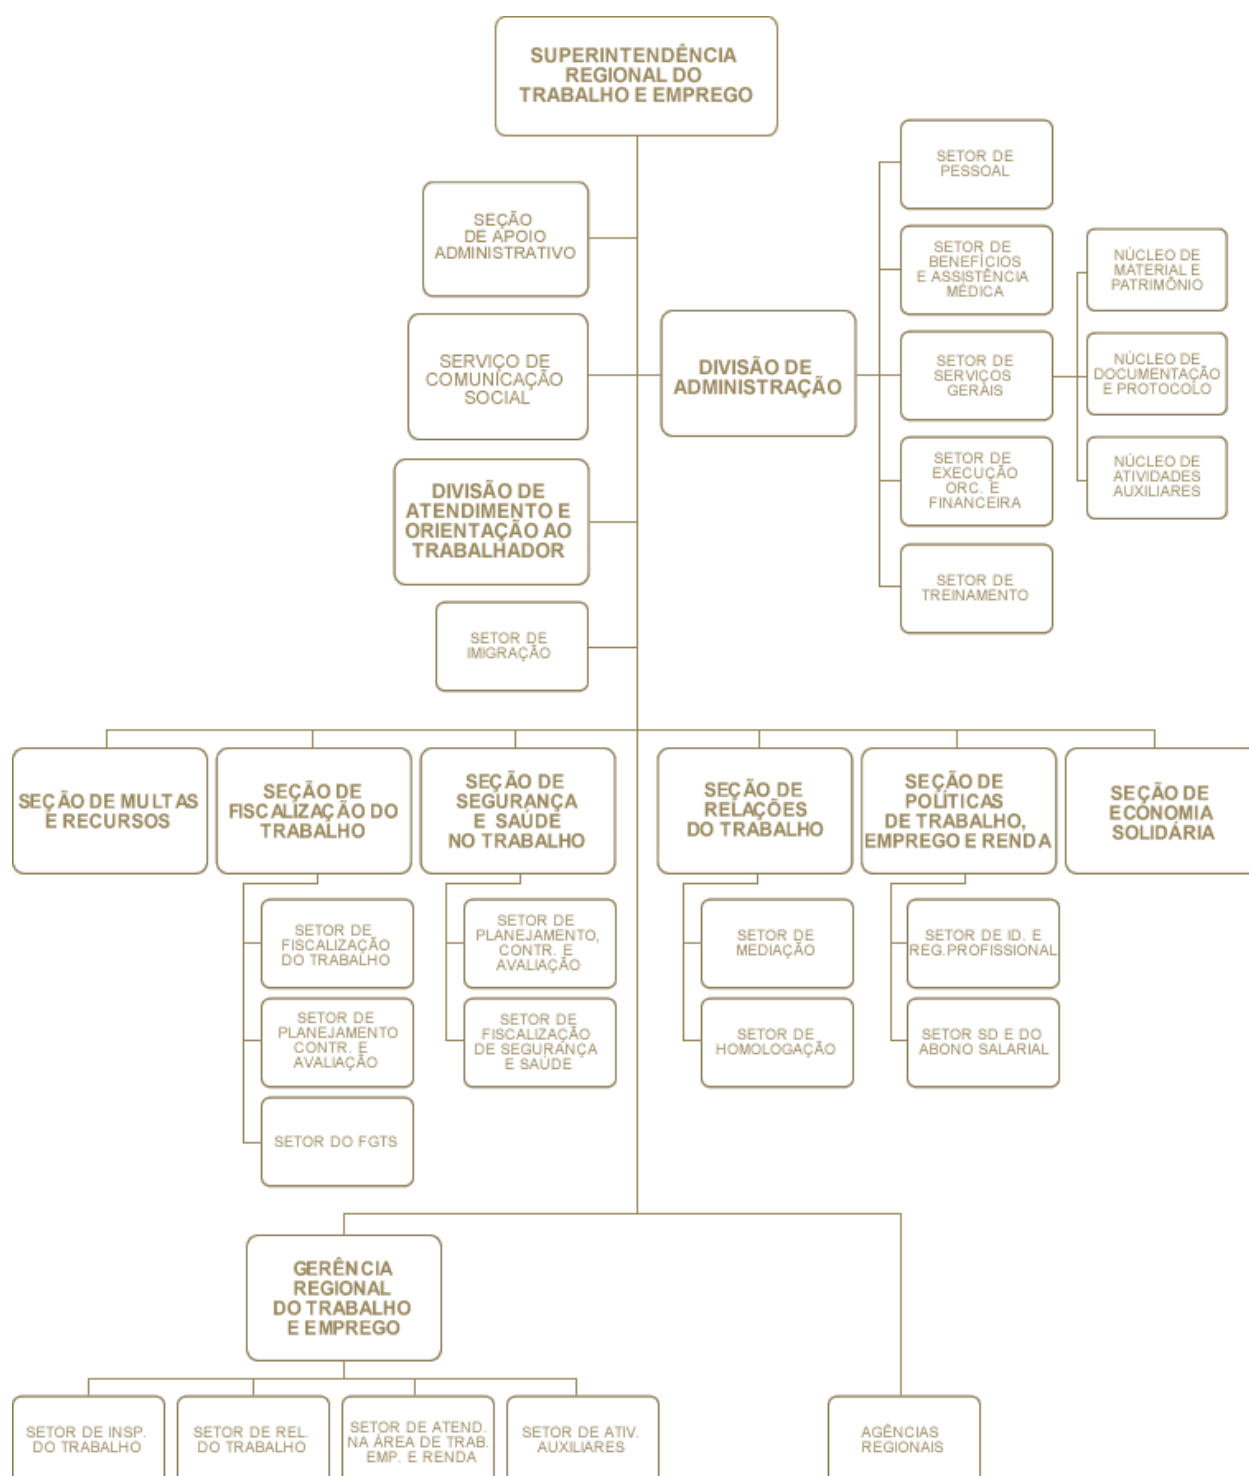 SUPERINTENDÊNCIA
REGIONAL DO
TRABALHO E EMPREGO
SETOR DE
PESSOAL
SEÇÃO
DE APOIO
ADMINISTRATIVO
SETOR DE
BENEFÍCIOS
E ASSISTÊNCIA
MÉDICA
NÚCLEO DE
MATERIAL E
PATRIMÔNIO
SERVIÇO DE
COMUNICAÇÃO
SOCIAL
DIVISÃO DE
ADMINISTRAÇÃO
SETOR DE
SERVIÇOS
GERAIS
NÚCLEO DE
DOCUMENTAÇÃO
E PROTOCOLO
DIVISÃO DE
ATENDIMENTO E
ORIENTAÇÃO AO
TRABALHADOR
SETOR DE
EXECUÇÃO
ORC. E
FINANCEIRA
NÚCLEO DE
ATIVIDADES
AUXILIARES
SETOR DE
TREINAMENTO
SETOR DE
IMIGRAÇÃO
SEÇÃO DE MULTAS
E RECURSOS
SEÇÃO DE
FISCALIZAÇÃO DO
TRABALHO
SEÇÃO DE
SEGURANÇA
E SAÚDE
NO TRABALHO
SEÇÃO DE
RELAÇÕES
DO TRABALHO
SEÇÃO DE
POLÍTICAS
DE TRABALHO,
EMPREGO E RENDA
SEÇÃO DE
ECONOMIA
SOLIDÁRIA
SETOR DE
FISCALIZAÇÃO
DO TRABALHO
SETOR DE
PLANEJAMENTO,
CONTR. E
AVALIAÇÃO
SETOR DE
MEDIAÇÃO
SETOR DE ID. E
REG.PROFISSIONAL
SETOR DE
PLANEJAMENTO
CONTR. E
AVALIAÇÃO
SETOR DE
FISCALIZAÇÃO
DE SEGURANÇA
E SAÚDE
SETOR DE
HOMOLOGAÇÃO
SETOR SD E DO
ABONO SALARIAL
SETOR DO FGTS
GERÊNCIA
REGIONAL
DO TRABALHO
E EMPREGO
SETOR DE INSP.
DO TRABALHO
SETOR DE REL.
DO TRABALHO
SETOR DE ATEND.
NA ÁREA DE TRAB.
EMP. E RENDA
SETOR DE ATIV.
AUXILIARES
AGÊNCIAS
REGIONAIS